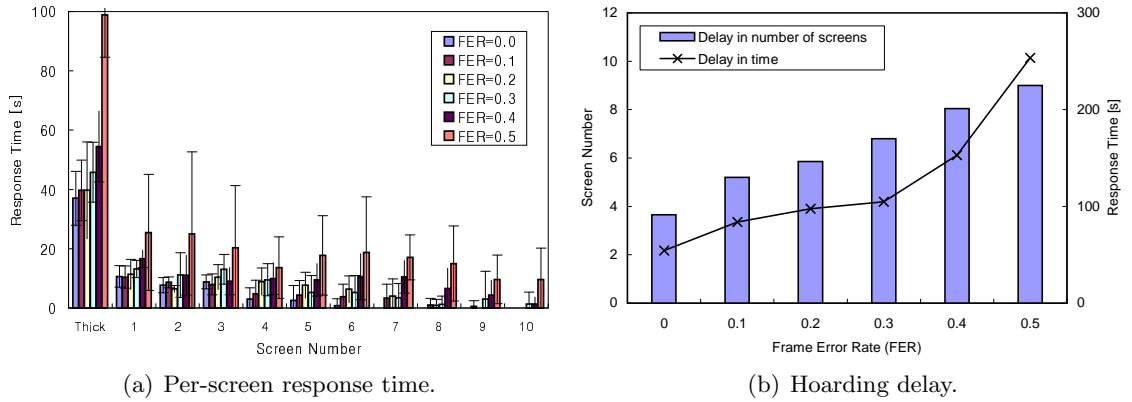 100
80
60
40
20
0
Response Time [s]
FER=0.0
FER=0.1
FER=0.2
FER=0.3
FER=0.4
FER=0.5
Thick 1 2 3 4 5 6 7 8 9 10
Screen Number
(a) Per-screen response time.
12
10
8
6
4
2
0
Screen Number
Delay in number of screens
Delay in time
300
200
100
0
Response Time [s]
0 0.1 0.2 0.3 0.4 0.5
Frame Error Rate (FER)
(b) Hoarding delay.